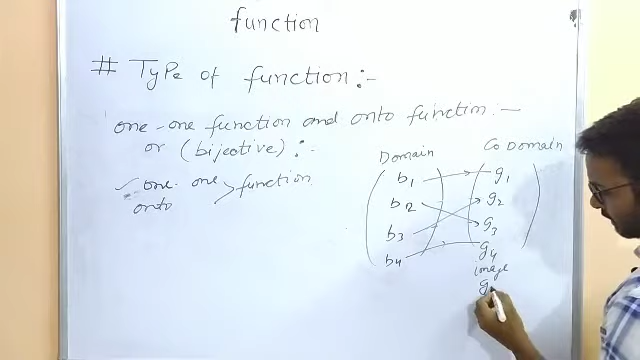 function
# Type of function :-
one-one function and onto function :-
or (bijective) :-
one-one > function
onto
Domain
Co Domain
b1 g1
b2 g2
b3 g3
b4 g4
image
g